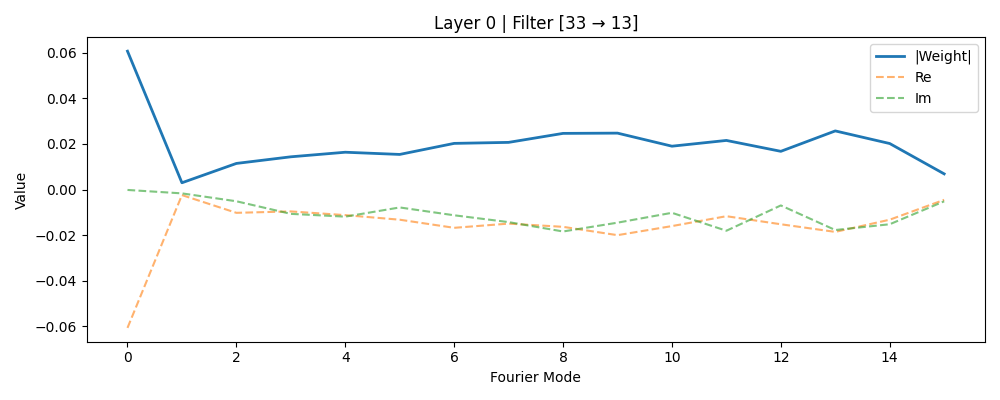 Layer 0 | Filter [33 → 13]
|Weight|
Re
Im
0.06
0.04
0.02
0.00
−0.02
−0.04
−0.06
Value
0 2 4 6 8 10 12 14
Fourier Mode